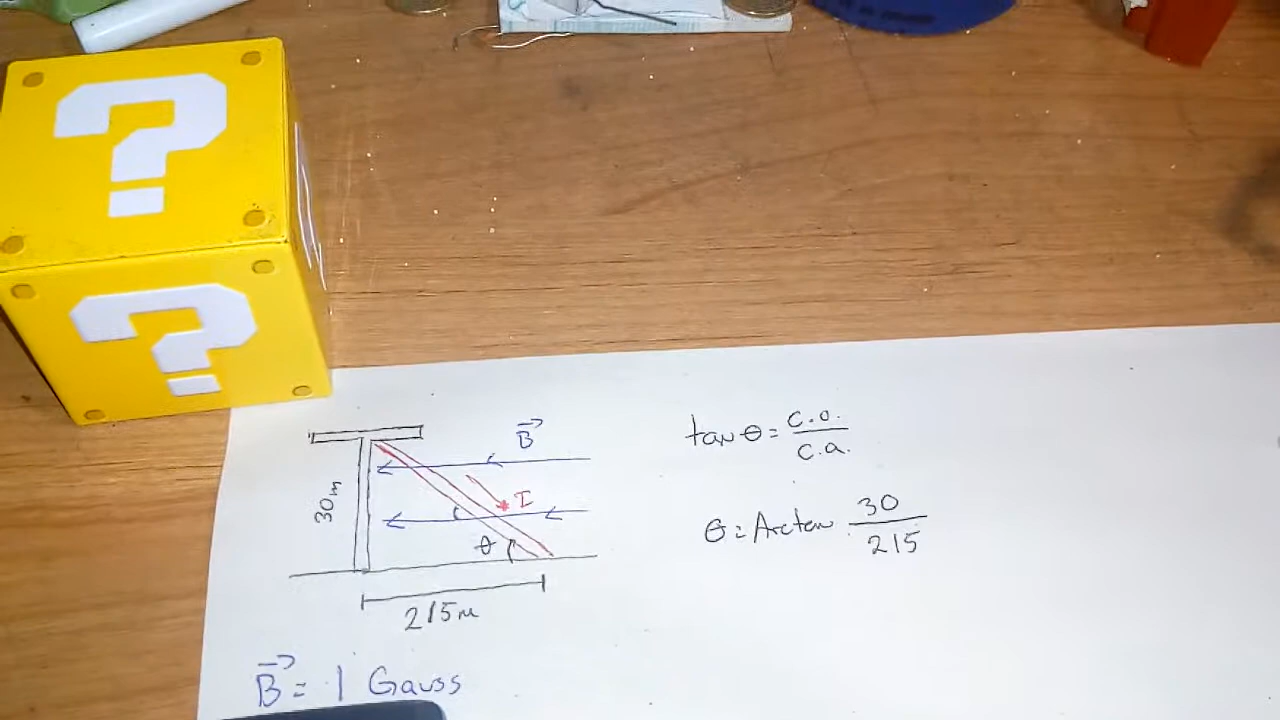 ? 
?
B⃗
tan θ = c.o. / c.a.
30m
I
θ = Arctan 30 / 215
θ
215m
B⃗ = 1 Gauss